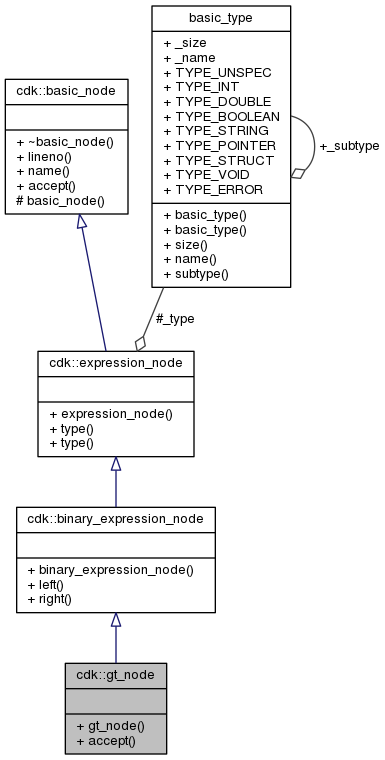 basic_type
+ _size
+ _name
+ TYPE_UNSPEC
+ TYPE_INT
+ TYPE_DOUBLE
+ TYPE_BOOLEAN
+ TYPE_STRING
+ TYPE_POINTER
+ TYPE_STRUCT
+ TYPE_VOID
+ TYPE_ERROR
+ basic_type()
+ basic_type()
+ size()
+ name()
+ subtype()
+_subtype
cdk::basic_node
+ ~basic_node()
+ lineno()
+ name()
+ accept()
# basic_node()
#_type
cdk::expression_node
+ expression_node()
+ type()
+ type()
cdk::binary_expression_node
+ binary_expression_node()
+ left()
+ right()
cdk::gt_node
+ gt_node()
+ accept()